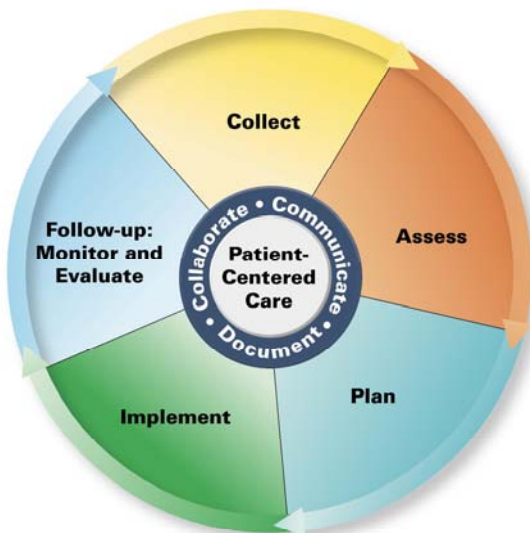 Collect
Assess
Plan
Implement
Follow-up:
Monitor and
Evaluate
Collaborate • Communicate • Document •
Patient-
Centered
Care